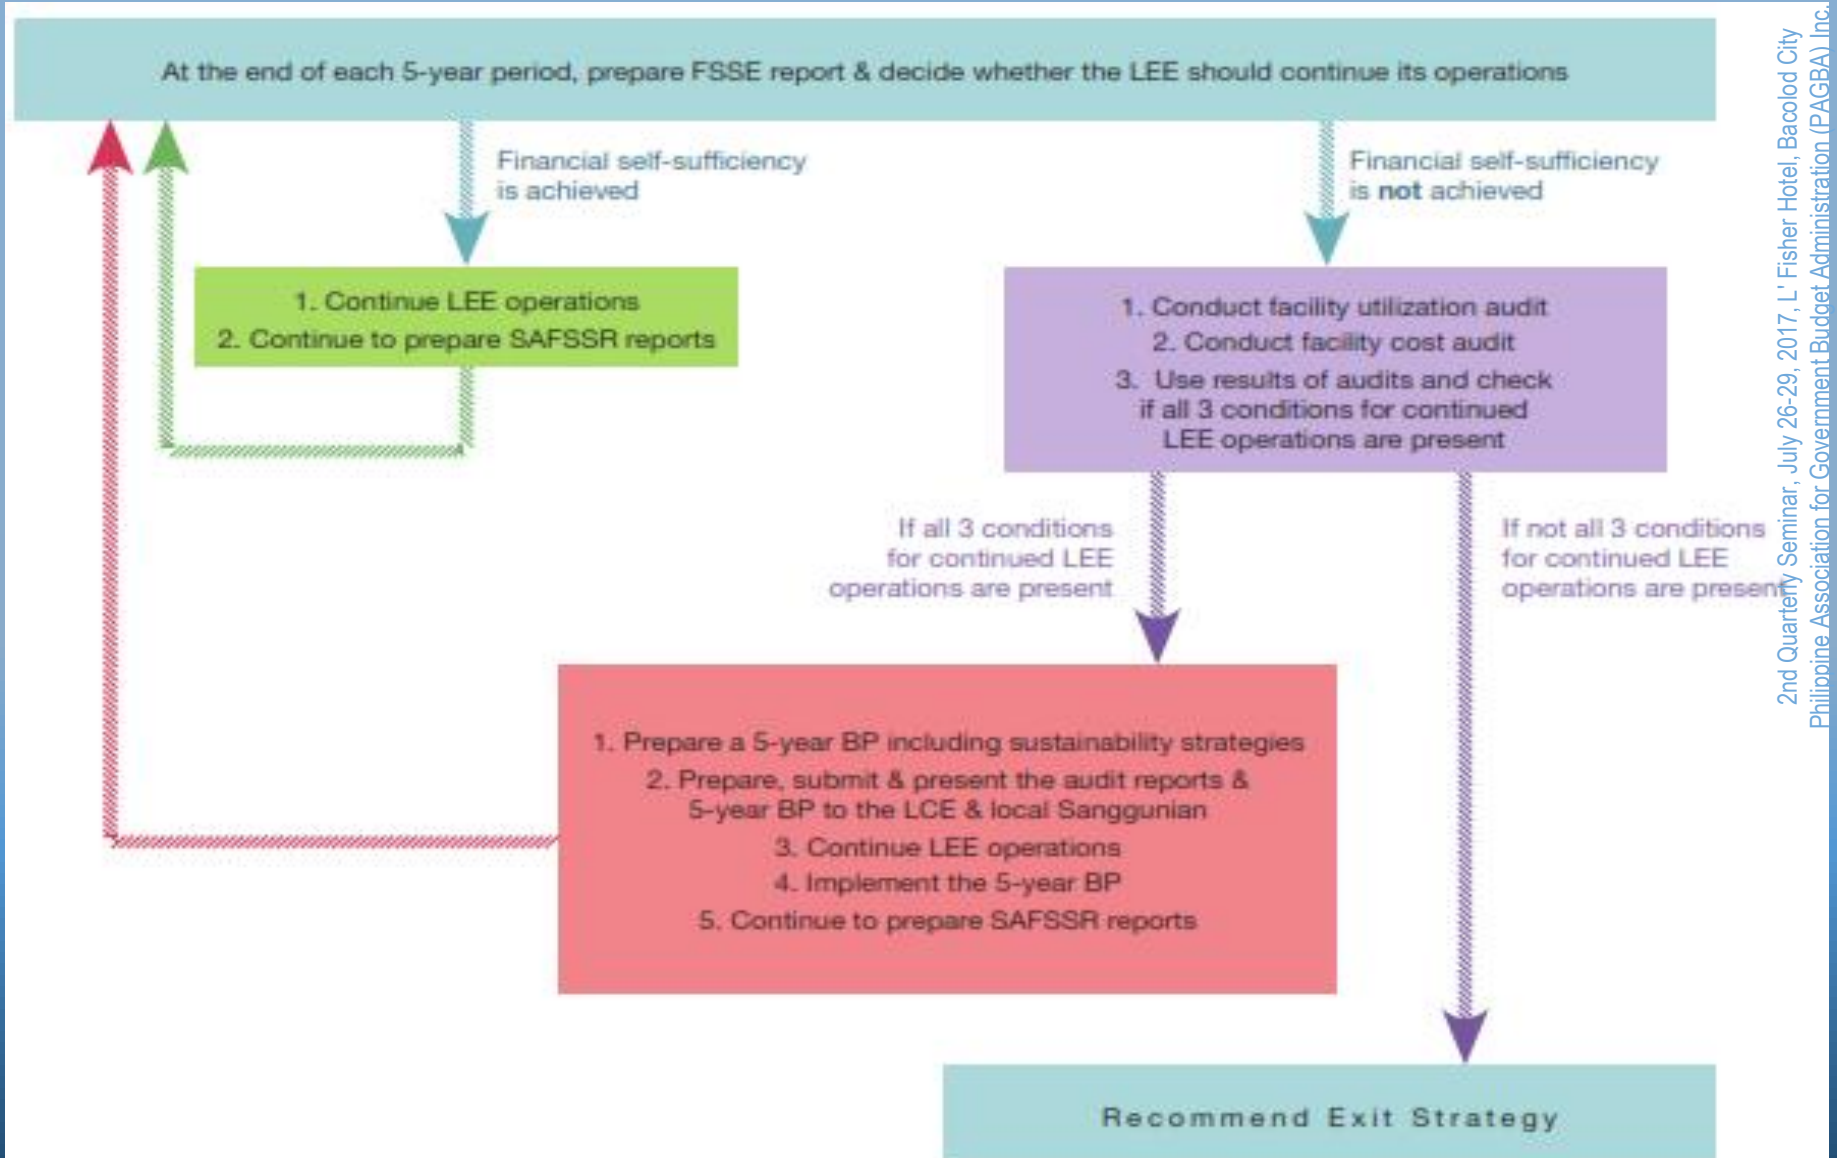 At the end of each 5-year period, prepare FSSE report & decide whether the LEE should continue its operations
Financial self-sufficiency
is achieved
Financial self-sufficiency
is not achieved
1. Continue LEE operations
2. Continue to prepare SAFSSR reports
1. Conduct facility utilization audit
2. Conduct facility cost audit
3. Use results of audits and check
if all 3 conditions for continued
LEE operations are present
If all 3 conditions
for continued LEE
operations are present
If not all 3 conditions
for continued LEE
operations are present
1. Prepare a 5-year BP including sustainability strategies
2. Prepare, submit & present the audit reports &
5-year BP to the LCE & local Sanggunian
3. Continue LEE operations
4. Implement the 5-year BP
5. Continue to prepare SAFSSR reports
Recommend Exit Strategy
2nd Quarterly Seminar, July 26-29, 2017, L' Fisher Hotel, Bacolod City
Philippine Association for Government Budget Administration (PAGBA) Inc.